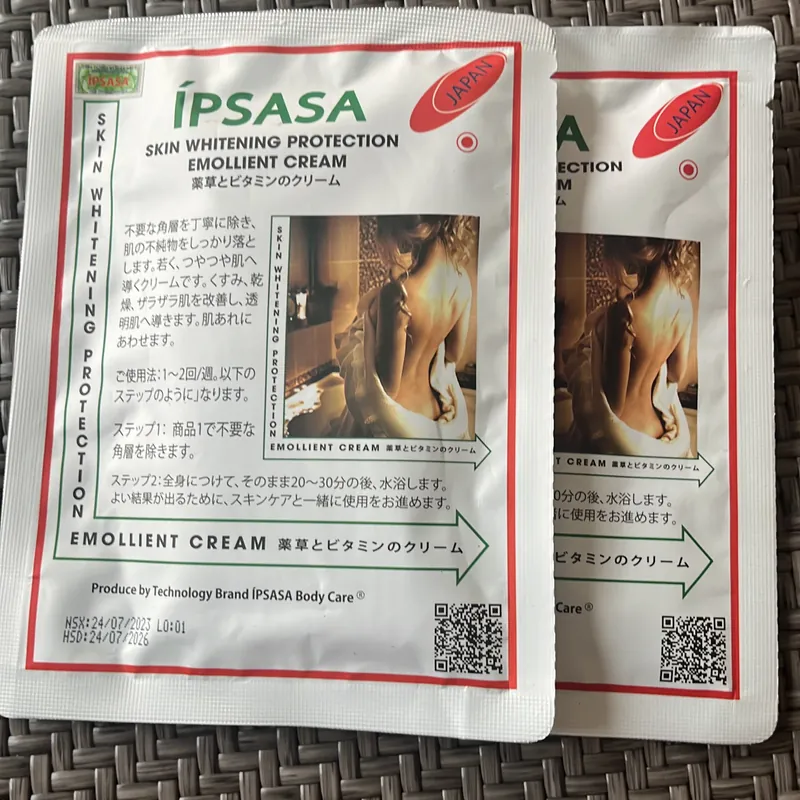 ÍPSASA
ÍPSASA
JAPAN
SKIN WHITENING PROTECTION
EMOLLIENT CREAM
薬草とビタミンのクリーム
SKIN WHITENING PROTECTION
不要な角層を丁寧に除き、
肌の不純物をしっかり落と
します。若く、つやつや肌へ
導くクリームです。くすみ、乾
燥、ザラザラ肌を改善し、透
明肌へ導きます。肌あれに
あわせます。
ご使用法：1～2回/週。以下の
ステップのように」なります。
ステップ1: 商品1で不要な
角層を除きます。
SKIN WHITENING PROTECTION
EMOLLIENT CREAM 薬草とビタミンのクリーム
ステップ2：全身につけて、そのまま20～30分の後、水浴します。
よい結果が出るために、スキンケアと一緒に使用をお進めます。
EMOLLIENT CREAM 薬草とビタミンのクリーム
Produce by Technology Brand ÍPSASA Body Care ®
NSX:24/07/2023 LO:01
HSD:24/07/2026
A
JAPAN
ECTION
M
ム
T CREAM 薬草とビタミンのクリーム
0分の後、水浴します。
に使用をお進めます。
ビタミンのクリーム
Care ®